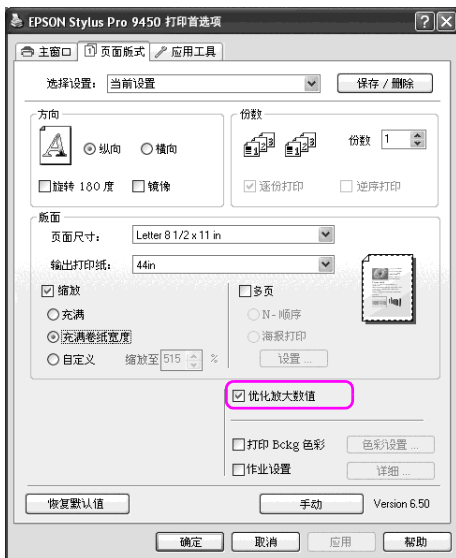 EPSON Stylus Pro 9450 打印首选项
主窗口 页面版式 应用工具
选择设置： 当前设置 保存 / 删除
方向 份数
A 纵向 横向 1 2 3 1 2 3 份数 1
旋转 180 度 镜像 逐份打印 逆序打印
版面
页面尺寸： Letter 8 1/2 x 11 in
输出打印纸： 44in
缩放 多页
充满 N- 顺序
充满卷纸宽度 海报打印
自定义 缩放至 515 % 设置 ...
优化放大数值
打印 Bckg 色彩 色彩设置 ...
作业设置 详细 ...
恢复默认值 手动 Version 6.50
确定 取消 应用 帮助